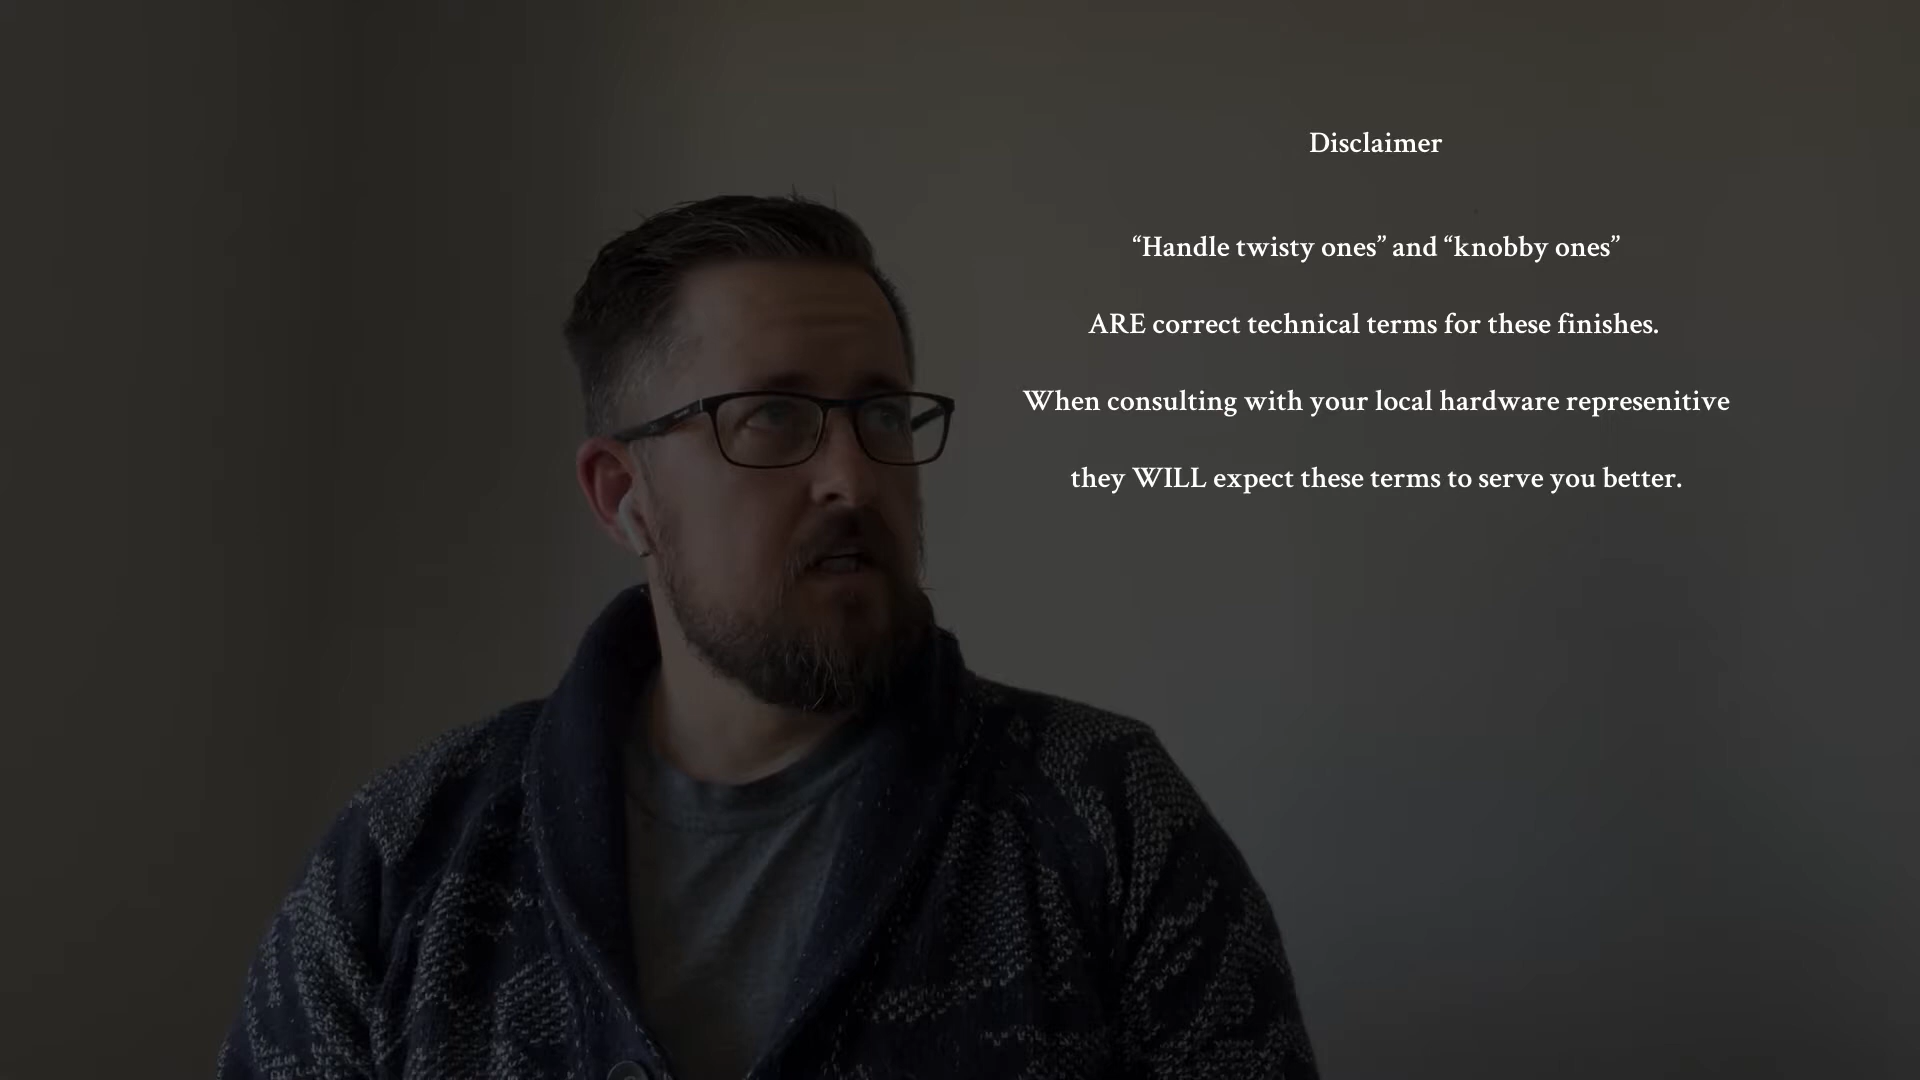 Disclaimer
“Handle twisty ones” and “knobby ones”
ARE correct technical terms for these finishes.
When consulting with your local hardware represenitive
they WILL expect these terms to serve you better.